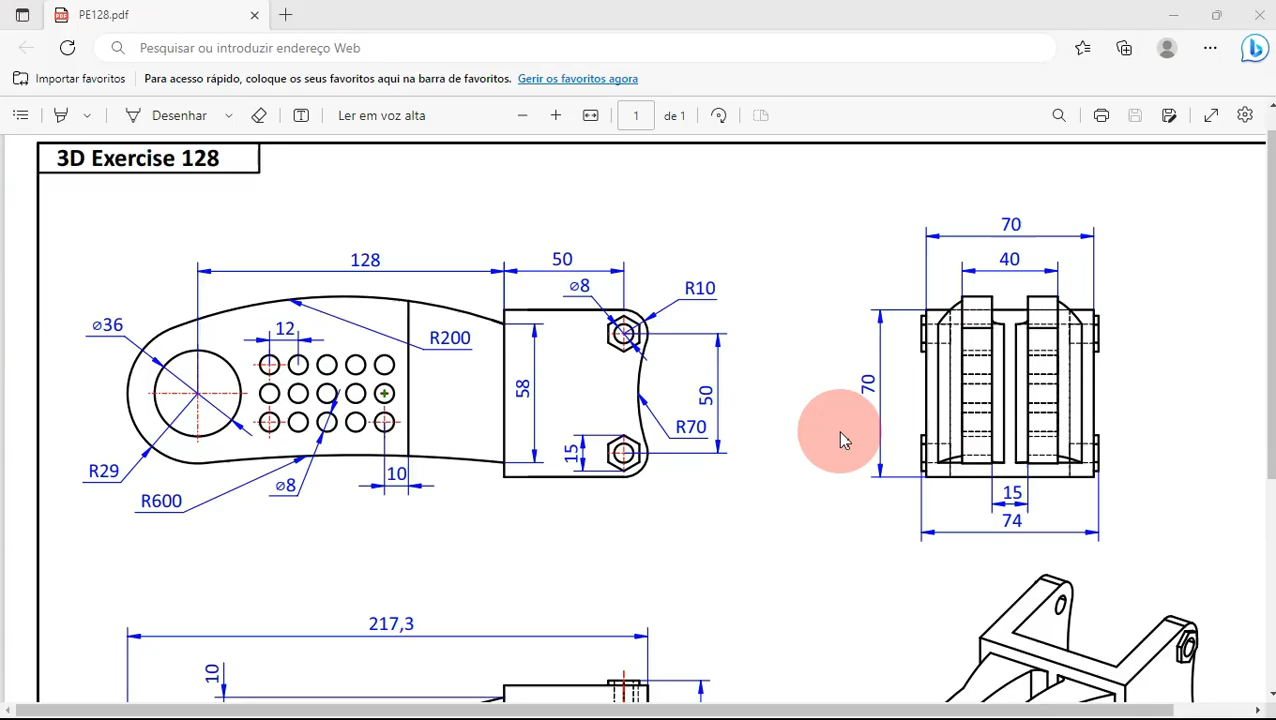 PE128.pdf
Pesquisar ou introduzir endereço Web
Importar favoritos
Para acesso rápido, coloque os seus favoritos aqui na barra de favoritos. Gerir os favoritos agora
Desenhar
Ler em voz alta
1 de 1
3D Exercise 128
128
50
⌀8
R10
⌀36
12
R200
58
50
15
R70
R29
R600
⌀8
10
70
40
70
15
74
217,3
10